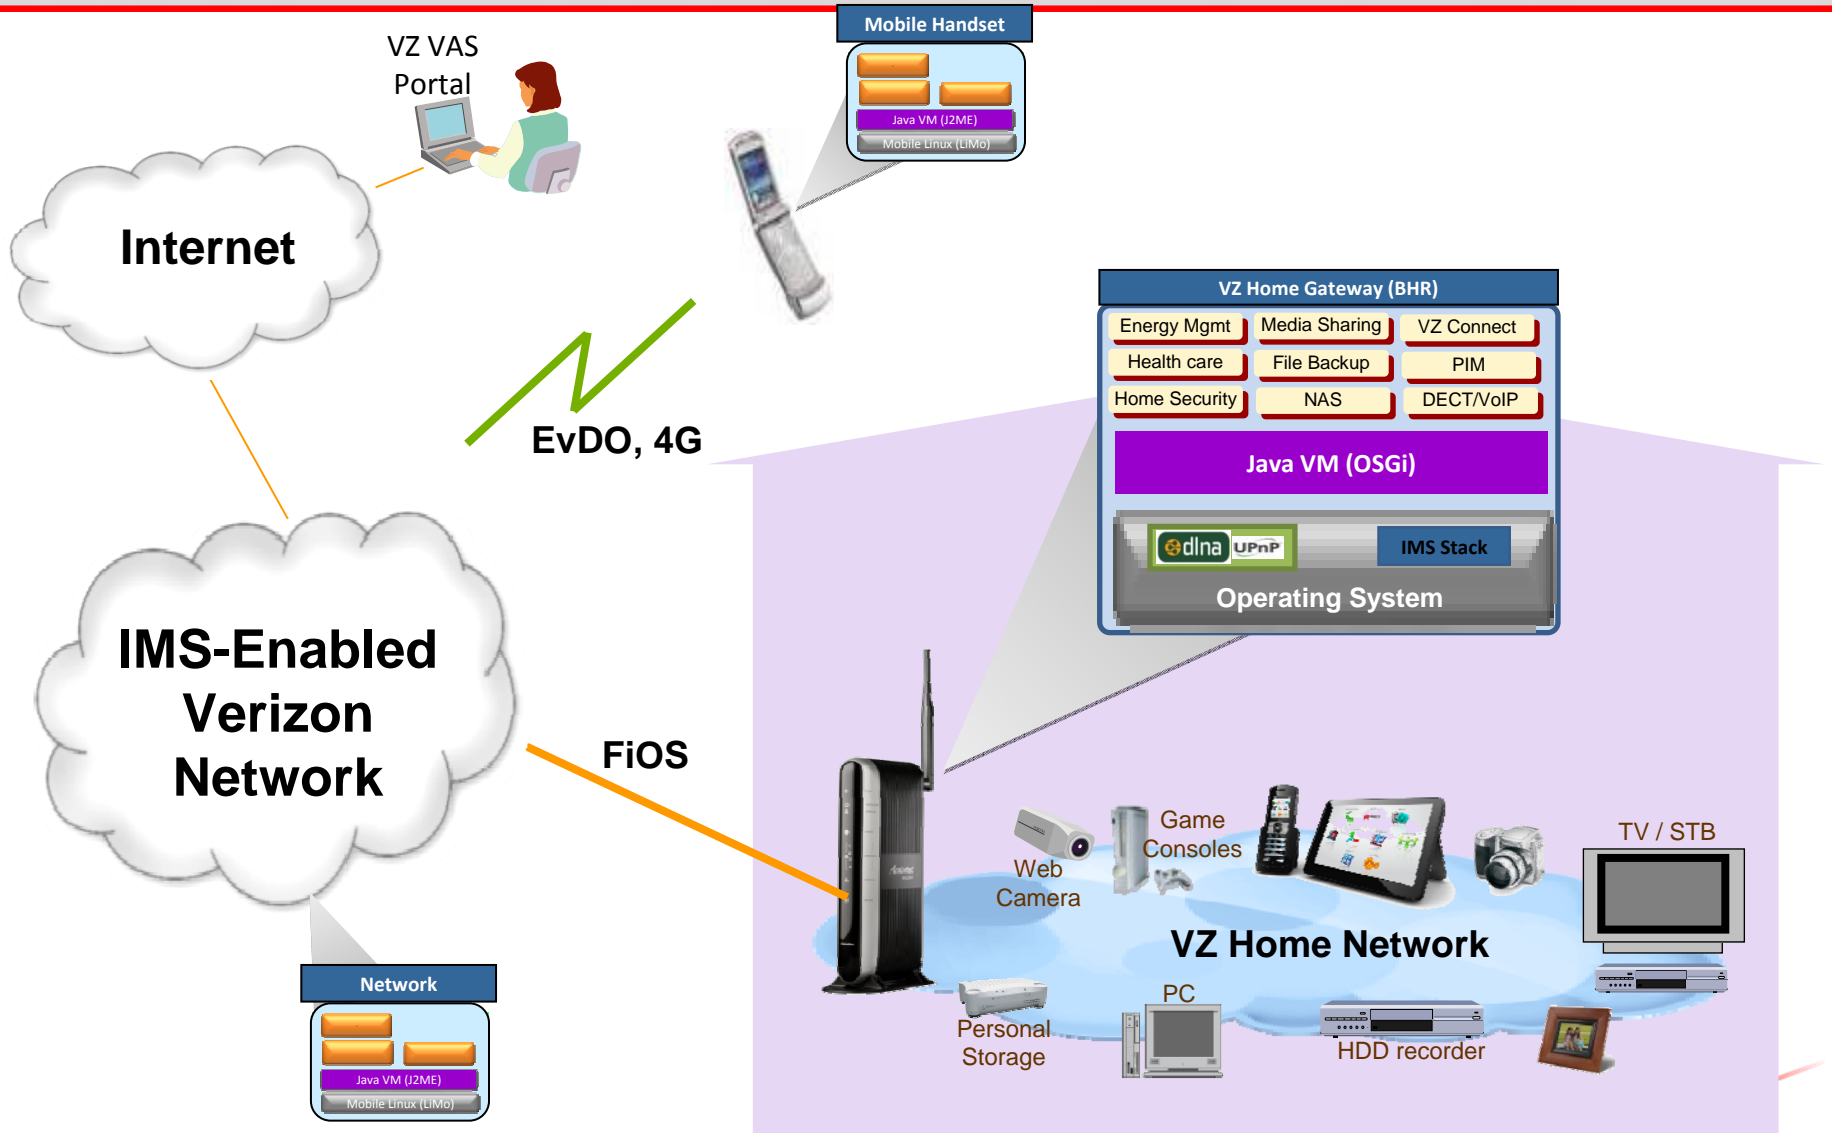 Mobile Handset
Java VM (J2ME)
Mobile Linux (LiMo)
VZ VAS
Portal
Internet
EvDO, 4G
VZ Home Gateway (BHR)
Energy Mgmt
Media Sharing
VZ Connect
Health care
File Backup
PIM
Home Security
NAS
DECT/VoIP
Java VM (OSGi)
dlna
UPnP
IMS Stack
Operating System
IMS-Enabled
Verizon
Network
FiOS
Web
Camera
Game
Consoles
TV / STB
VZ Home Network
Personal
Storage
PC
HDD recorder
Network
Java VM (J2ME)
Mobile Linux (LiMo)